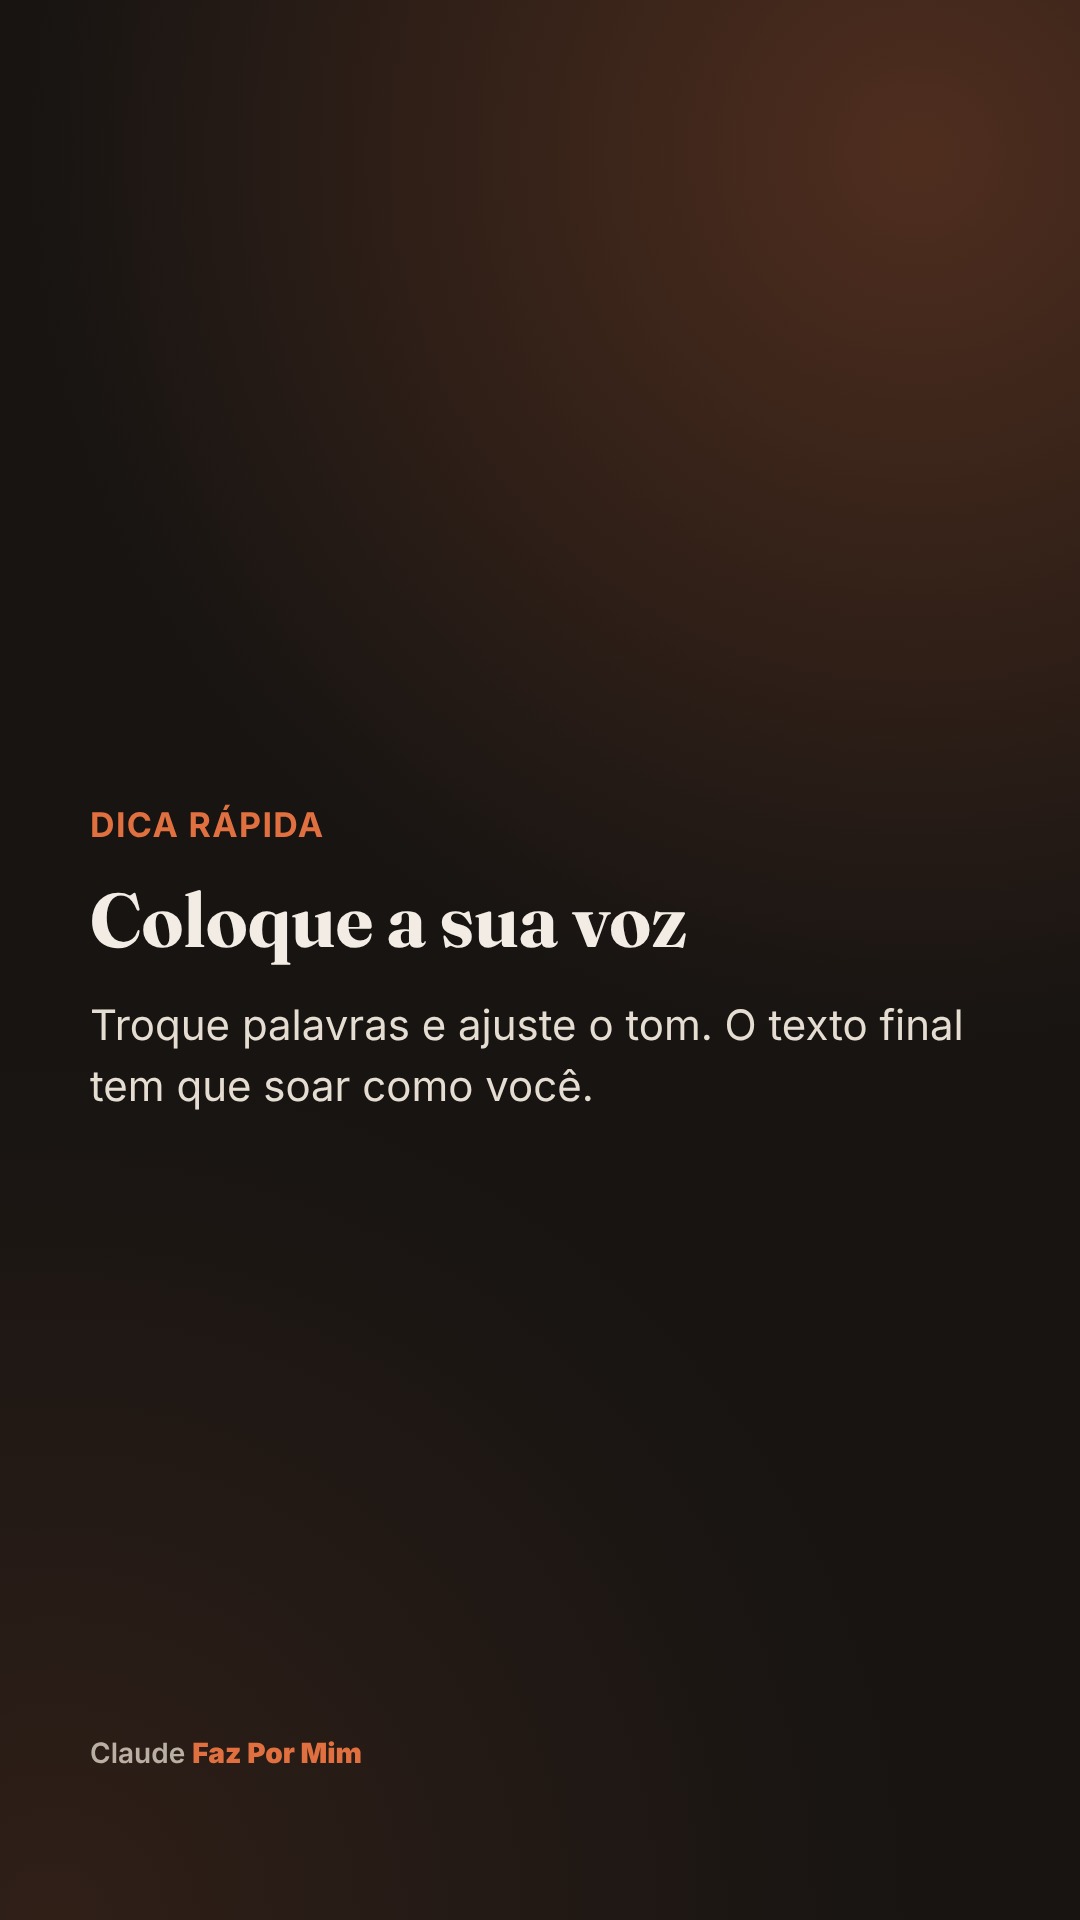 DICA RÁPIDA
Coloque a sua voz
Troque palavras e ajuste o tom. O texto final
tem que soar como você.
Claude Faz Por Mim